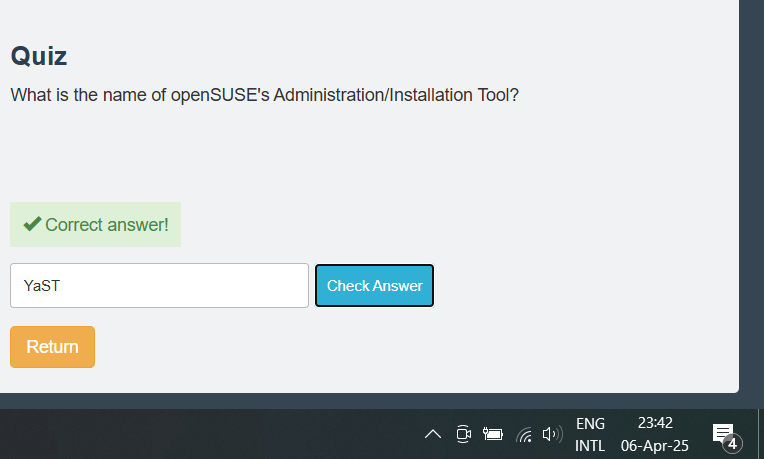 Quiz
What is the name of openSUSE's Administration/Installation Tool?
Correct answer!
YaST
Check Answer
Return
ENG
INTL
23:42
06-Apr-25
4